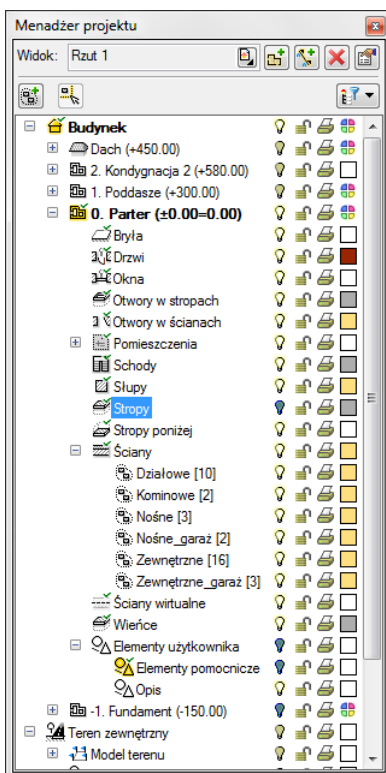 Menadżer projektu
Widok: Rzut 1
Budynek
Dach (+450.00)
2. Kondygnacja 2 (+580.00)
1. Poddasze (+300.00)
0. Parter (±0.00=0.00)
Bryła
Drzwi
Okna
Otwory w stropach
Otwory w ścianach
Pomieszczenia
Schody
Słupy
Stropy
Stropy poniżej
Ściany
Działowe [10]
Kominowe [2]
Nośne [3]
Nośne_garaż [2]
Zewnętrzne [16]
Zewnętrzne_garaż [3]
Ściany wirtualne
Wieńce
Elementy użytkownika
Elementy pomocnicze
Opis
-1. Fundament (-150.00)
Teren zewnętrzny
Model terenu